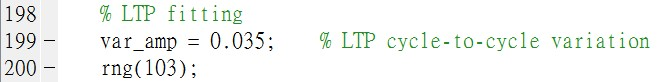 198 % LTP fitting
199 – var_amp = 0.035; % LTP cycle-to-cycle variation
200 – rng(103);